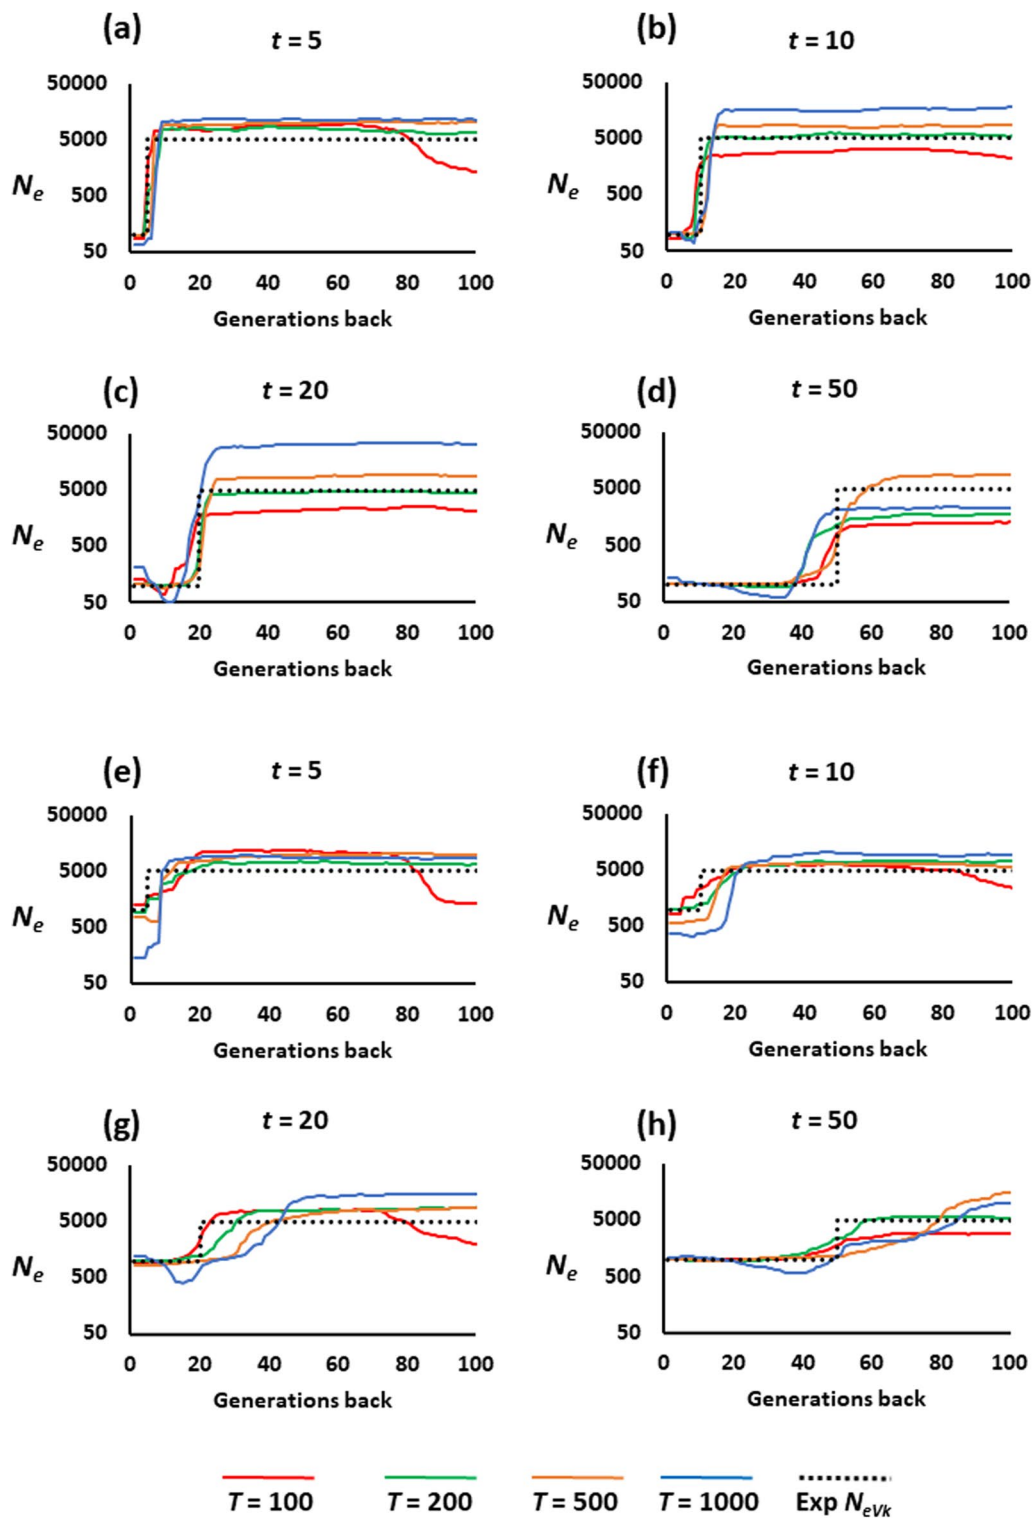 (a) t = 5
50000
5000
500
50
Ne
0 20 40 60 80 100
Generations back
(b) t = 10
50000
5000
500
50
Ne
0 20 40 60 80 100
Generations back
(c) t = 20
50000
5000
500
50
Ne
0 20 40 60 80 100
Generations back
(d) t = 50
50000
5000
500
50
Ne
0 20 40 60 80 100
Generations back
(e) t = 5
50000
5000
500
50
Ne
0 20 40 60 80 100
Generations back
(f) t = 10
50000
5000
500
50
Ne
0 20 40 60 80 100
Generations back
(g) t = 20
50000
5000
500
50
Ne
0 20 40 60 80 100
Generations back
(h) t = 50
50000
5000
500
50
Ne
0 20 40 60 80 100
Generations back
T = 100 T = 200 T = 500 T = 1000 Exp NeVk